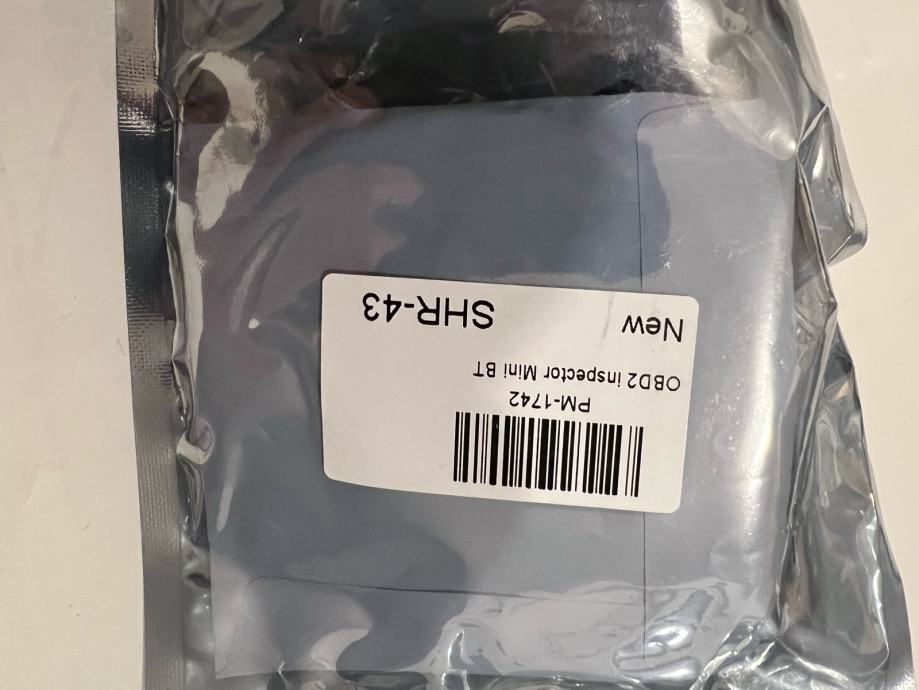 PM-1742
OBD2 inspector Mini BT
New SHR-43